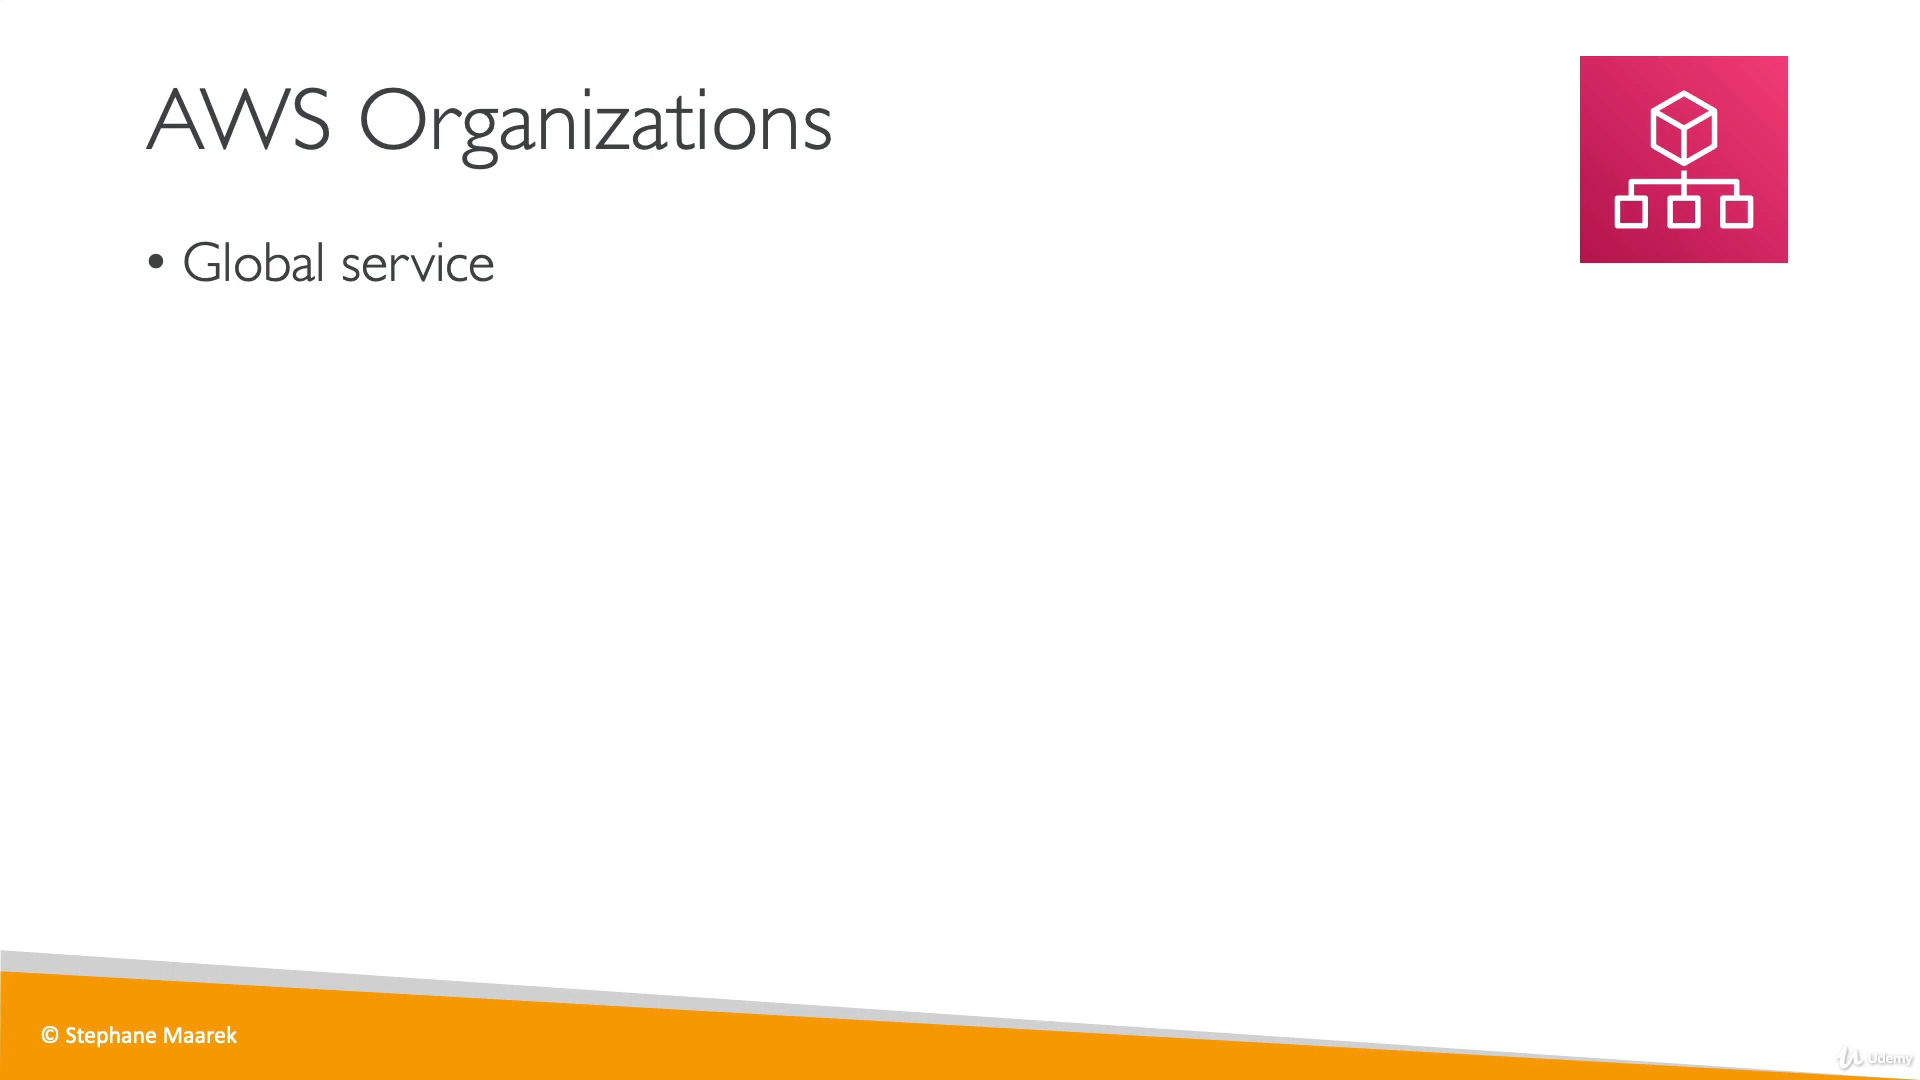 AWS Organizations
• Global service
© Stephane Maarek
Udemy